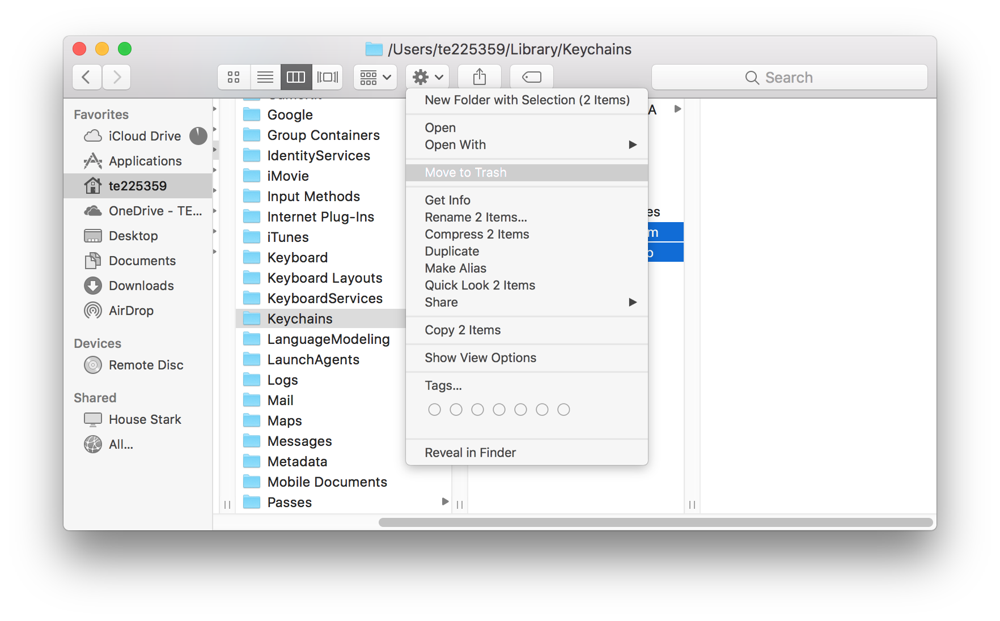 /Users/te225359/Library/Keychains
Search
Favorites
iCloud Drive
Applications
te225359
OneDrive - TE...
Desktop
Documents
Downloads
AirDrop
Devices
Remote Disc
Shared
House Stark
All...
Google
Group Containers
IdentityServices
iMovie
Input Methods
Internet Plug-Ins
iTunes
Keyboard
Keyboard Layouts
KeyboardServices
Keychains
LanguageModeling
LaunchAgents
Logs
Mail
Maps
Messages
Metadata
Mobile Documents
Passes
New Folder with Selection (2 Items)
Open
Open With
Move to Trash
Get Info
Rename 2 Items...
Compress 2 Items
Duplicate
Make Alias
Quick Look 2 Items
Share
Copy 2 Items
Show View Options
Tags...
Reveal in Finder
A
es
m